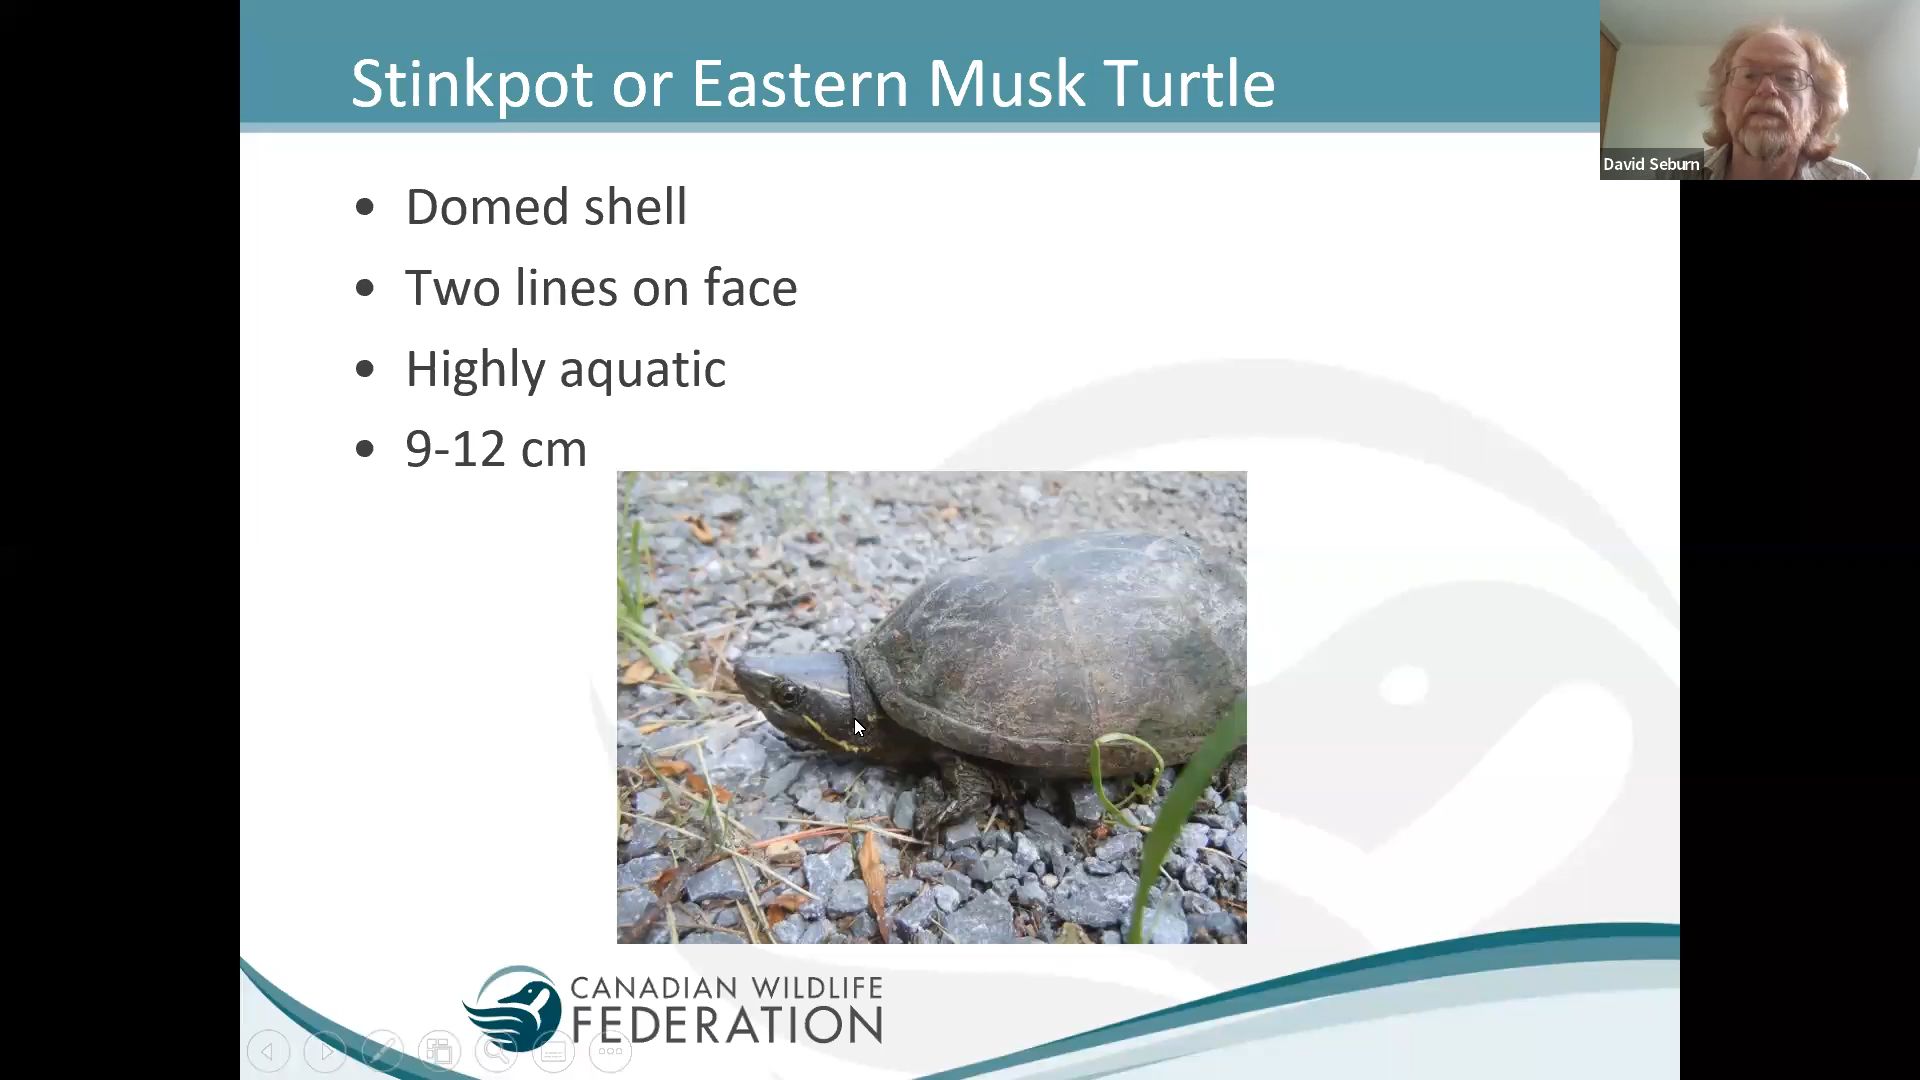 Stinkpot or Eastern Musk Turtle
David Seburn
• Domed shell
• Two lines on face
• Highly aquatic
• 9-12 cm
CANADIAN WILDLIFE
FEDERATION